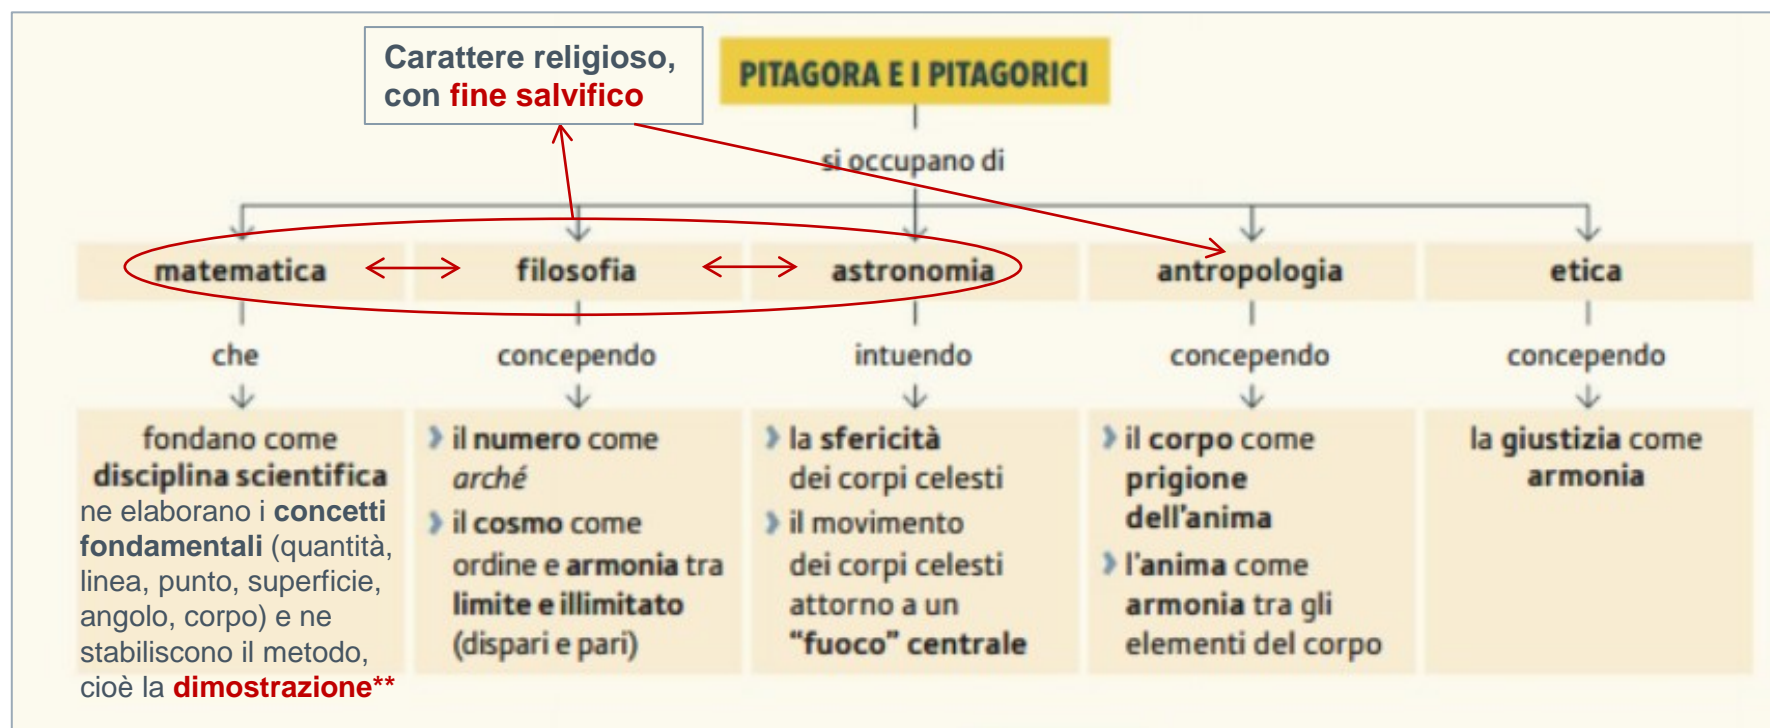 Carattere religioso,
con fine salvifico
PITAGORA E I PITAGORICI
si occupano di
matematica
filosofia
astronomia
antropologia
etica
che
concependo
intuendo
concependo
concependo
fondano come
disciplina scientifica
ne elaborano i concetti
fondamentali (quantità,
linea, punto, superficie,
angolo, corpo) e ne
stabiliscono il metodo,
cioè la dimostrazione**
il numero come
arché
il cosmo come
ordine e armonia tra
limite e illimitato
(dispari e pari)
la sfericità
dei corpi celesti
il movimento
dei corpi celesti
attorno a un
“fuoco” centrale
il corpo come
prigione
dell'anima
l'anima come
armonia tra gli
elementi del corpo
la giustizia come
armonia